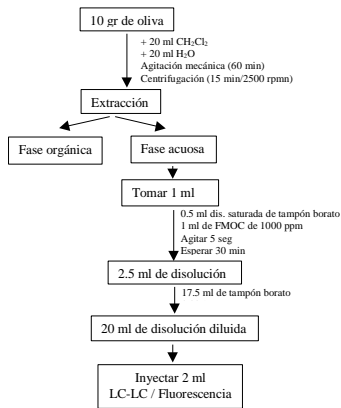 10 gr de oliva
+ 20 ml CH₂Cl₂
+ 20 ml H₂O
Agitación mecánica (60 min)
Centrifugación (15 min/2500 rpmn)
Extracción
Fase orgánica
Fase acuosa
Tomar 1 ml
0.5 ml dis. saturada de tampón borato
1 ml de FMOC de 1000 ppm
Agitar 5 seg
Esperar 30 min
2.5 ml de disolución
17.5 ml de tampón borato
20 ml de disolución diluida
Inyectar 2 ml
LC-LC / Fluorescencia